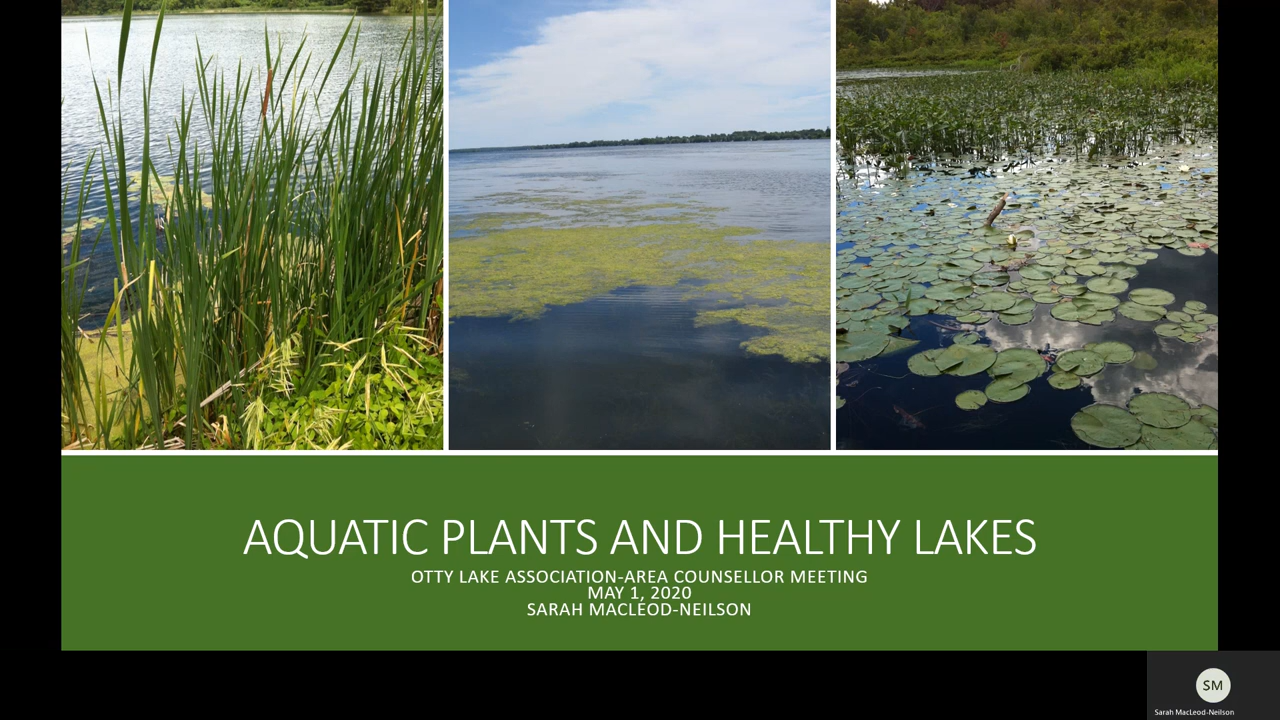 AQUATIC PLANTS AND HEALTHY LAKES
OTTY LAKE ASSOCIATION-AREA COUNSELLOR MEETING
MAY 1, 2020
SARAH MACLEOD-NEILSON
SM
Sarah MacLeod-Neilson